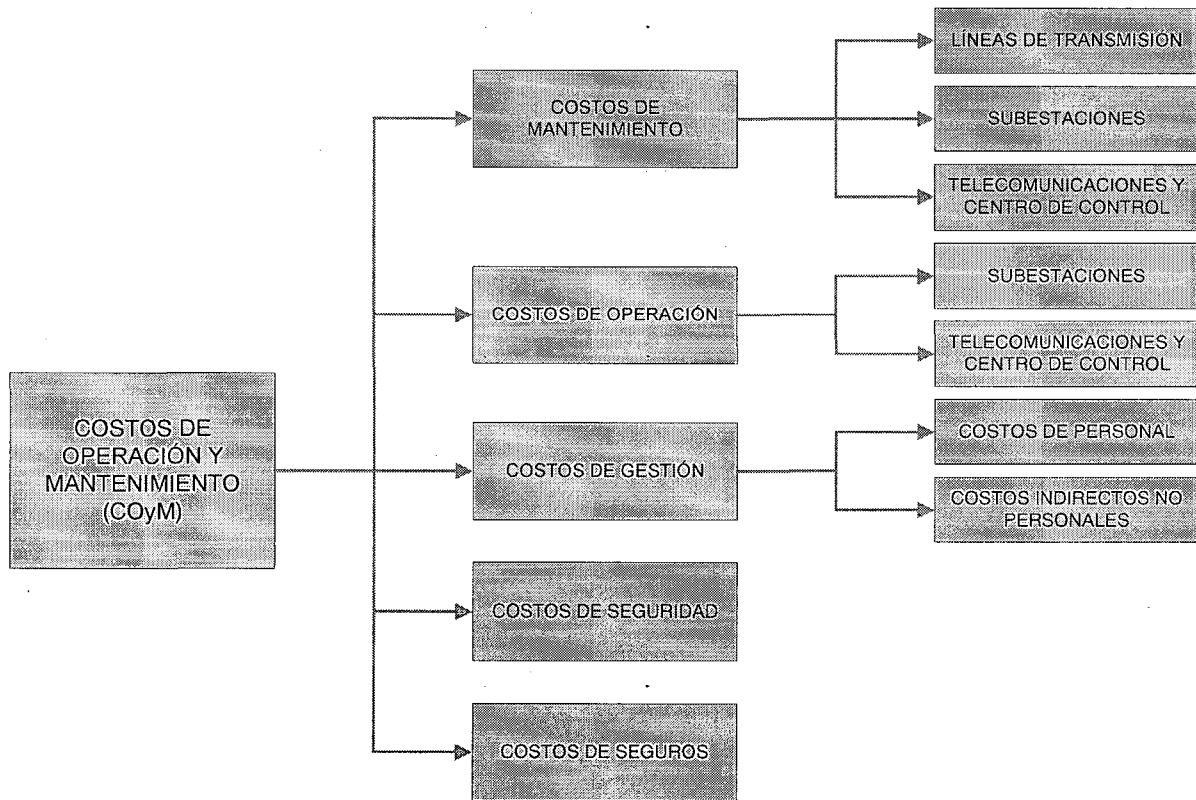 COSTOS DE
OPERACIÓN Y
MANTENIMIENTO
(COyM)
COSTOS DE
MANTENIMIENTO
LÍNEAS DE TRANSMISIÓN
SUBESTACIONES
TELECOMUNICACIONES Y
CENTRO DE CONTROL
COSTOS DE OPERACIÓN
SUBESTACIONES
TELECOMUNICACIONES Y
CENTRO DE CONTROL
COSTOS DE GESTIÓN
COSTOS DE PERSONAL
COSTOS INDIRECTOS NO
PERSONALES
COSTOS DE SEGURIDAD
COSTOS DE SEGUROS